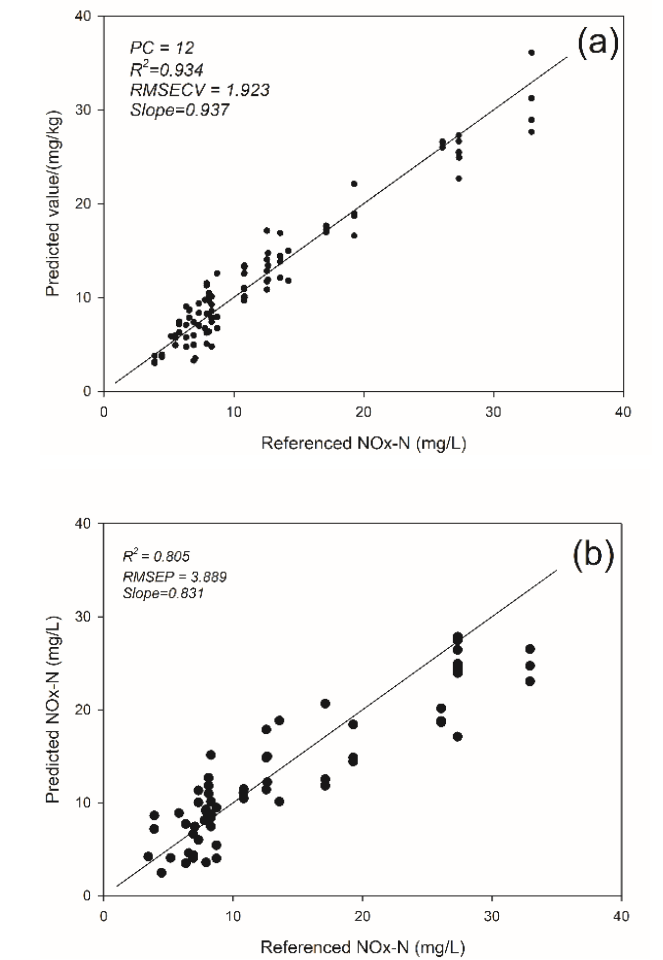 40
(a)
PC = 12
R²=0.934
RMSECV = 1.923
Slope=0.937
30
20
10
0
Predicted value/(mg/kg)
0 10 20 30 40
Referenced NOx-N (mg/L)
40
(b)
R² = 0.805
RMSEP = 3.889
Slope=0.831
30
20
10
0
Predicted NOx-N (mg/L)
0 10 20 30 40
Referenced NOx-N (mg/L)